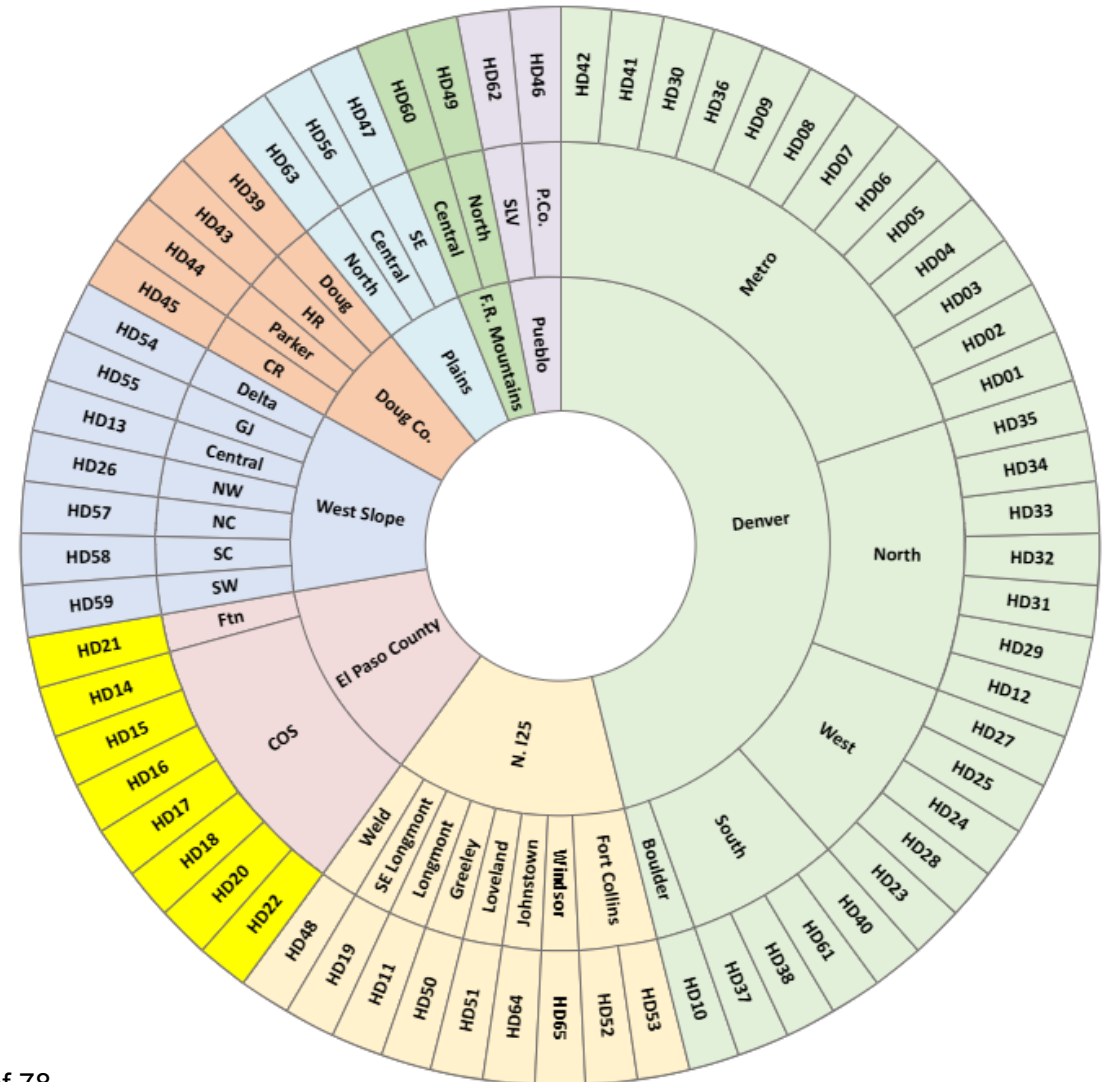 Denver
Metro
HD42
HD41
HD30
HD36
HD09
HD08
HD07
HD06
HD05
HD04
HD03
HD02
HD01
North
HD35
HD34
HD33
HD32
HD31
HD29
HD12
West
HD27
HD25
HD24
HD28
HD23
South
HD40
HD61
HD38
HD37
Boulder
HD10
N. I25
Fort Collins
HD53
HD52
Windsor
HD65
Johnstown
HD64
Loveland
HD51
Greeley
HD50
Longmont
HD11
SE Longmont
HD19
Weld
HD48
El Paso County
COS
HD22
HD20
HD18
HD17
HD16
HD15
HD14
Ftn
HD21
West Slope
SW
HD59
SC
HD58
NC
HD57
NW
HD26
Central
HD13
GJ
HD55
Delta
HD54
Doug Co.
CR
HD45
Parker
HD44
HR
HD43
Doug
HD39
Plains
North
HD63
Central
HD56
SE
HD47
F.R. Mountains
Central
HD60
North
HD49
Pueblo
SLV
HD62
P.Co.
HD46